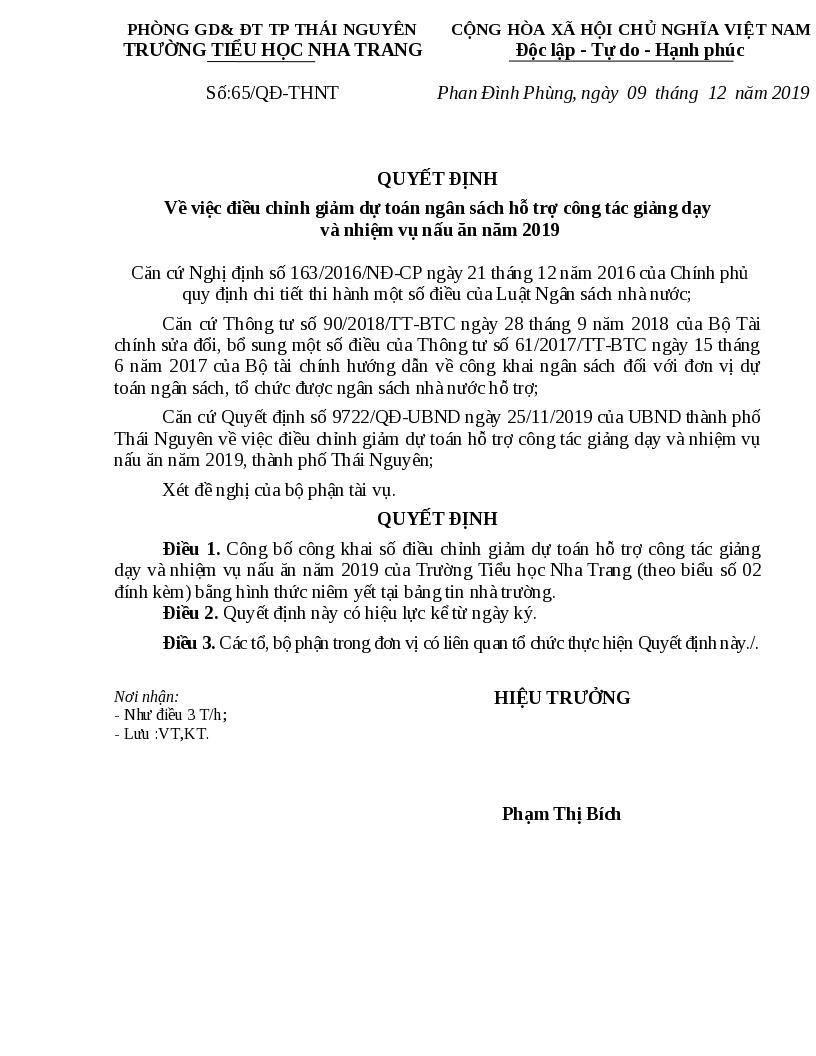 PHÒNG GD& ĐT TP THÁI NGUYÊN
TRƯỜNG TIỂU HỌC NHA TRANG
CỘNG HÒA XÃ HỘI CHỦ NGHĨA VIỆT NAM
Độc lập - Tự do - Hạnh phúc
Số:65/QĐ-THNT
Phan Đình Phùng, ngày 09 tháng 12 năm 2019
QUYẾT ĐỊNH
Về việc điều chỉnh giảm dự toán ngân sách hỗ trợ công tác giảng dạy
và nhiệm vụ nấu ăn năm 2019
Căn cứ Nghị định số 163/2016/NĐ-CP ngày 21 tháng 12 năm 2016 của Chính phủ
quy định chi tiết thi hành một số điều của Luật Ngân sách nhà nước;
Căn cứ Thông tư số 90/2018/TT-BTC ngày 28 tháng 9 năm 2018 của Bộ Tài
chính sửa đổi, bổ sung một số điều của Thông tư số 61/2017/TT-BTC ngày 15 tháng
6 năm 2017 của Bộ tài chính hướng dẫn về công khai ngân sách đối với đơn vị dự
toán ngân sách, tổ chức được ngân sách nhà nước hỗ trợ;
Căn cứ Quyết định số 9722/QĐ-UBND ngày 25/11/2019 của UBND thành phố
Thái Nguyên về việc điều chỉnh giảm dự toán hỗ trợ công tác giảng dạy và nhiệm vụ
nấu ăn năm 2019, thành phố Thái Nguyên;
Xét đề nghị của bộ phận tài vụ.
QUYẾT ĐỊNH
Điều 1. Công bố công khai số điều chỉnh giảm dự toán hỗ trợ công tác giảng
dạy và nhiệm vụ nấu ăn năm 2019 của Trường Tiểu học Nha Trang (theo biểu số 02
đính kèm) bằng hình thức niêm yết tại bảng tin nhà trường.
Điều 2. Quyết định này có hiệu lực kể từ ngày ký.
Điều 3. Các tổ, bộ phận trong đơn vị có liên quan tổ chức thực hiện Quyết định này./.
Nơi nhận:
- Như điều 3 T/h;
- Lưu :VT,KT.
HIỆU TRƯỞNG
Phạm Thị Bích